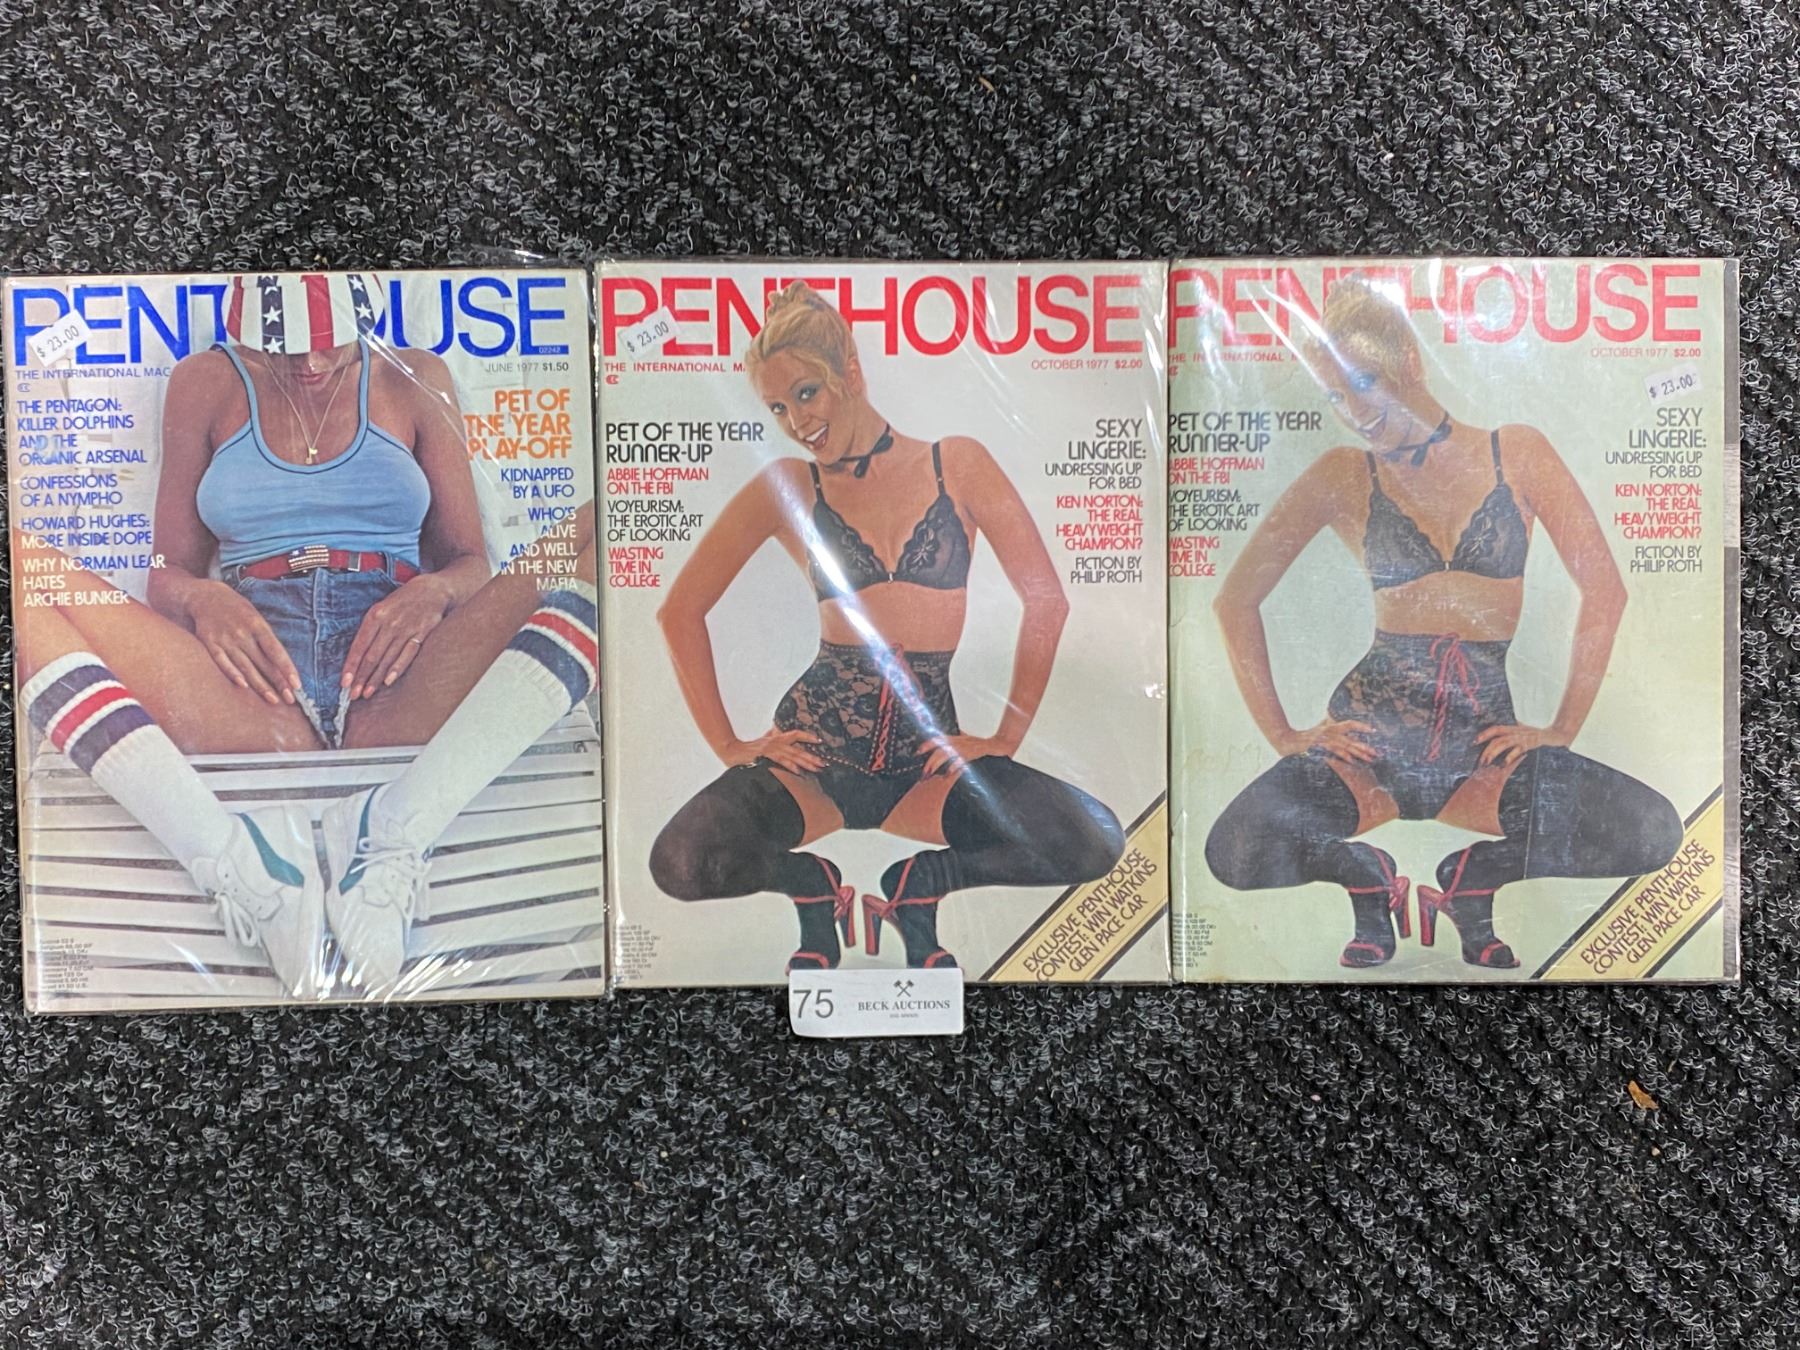 PENTHOUSE
$ 23.00
02242
THE INTERNATIONAL MAG
JUNE 1977 $1.50
THE PENTAGON:
KILLER DOLPHINS
AND THE
ORGANIC ARSENAL
CONFESSIONS
OF A NYMPHO
HOWARD HUGHES:
MORE INSIDE DOPE
WHY NORMAN LEAR
HATES
ARCHIE BUNKER
PET OF
THE YEAR
PLAY-OFF
KIDNAPPED
BY A UFO
WHO'S
ALIVE
AND WELL
IN THE NEW
MAFIA
PENTHOUSE
$ 23.00
THE INTERNATIONAL
OCTOBER 1977 $2.00
PET OF THE YEAR
RUNNER-UP
ABBIE HOFFMAN
ON THE FBI
VOYEURISM:
THE EROTIC ART
OF LOOKING
WASTING
TIME IN
COLLEGE
SEXY
LINGERIE:
UNDRESSING UP
FOR BED
KEN NORTON:
THE REAL
HEAVYWEIGHT
CHAMPION?
FICTION BY
PHILIP ROTH
EXCLUSIVE PENTHOUSE
CONTEST: WIN WATKINS
GLEN PACE CAR
PENTHOUSE
THE INTERNATIONAL
OCTOBER 1977 $2.00
$ 23.00
PET OF THE YEAR
RUNNER-UP
ABBIE HOFFMAN
ON THE FBI
VOYEURISM:
THE EROTIC ART
OF LOOKING
WASTING
TIME IN
COLLEGE
SEXY
LINGERIE:
UNDRESSING UP
FOR BED
KEN NORTON:
THE REAL
HEAVYWEIGHT
CHAMPION?
FICTION BY
PHILIP ROTH
EXCLUSIVE PENTHOUSE
CONTEST: WIN WATKINS
GLEN PACE CAR
75
BECK AUCTIONS